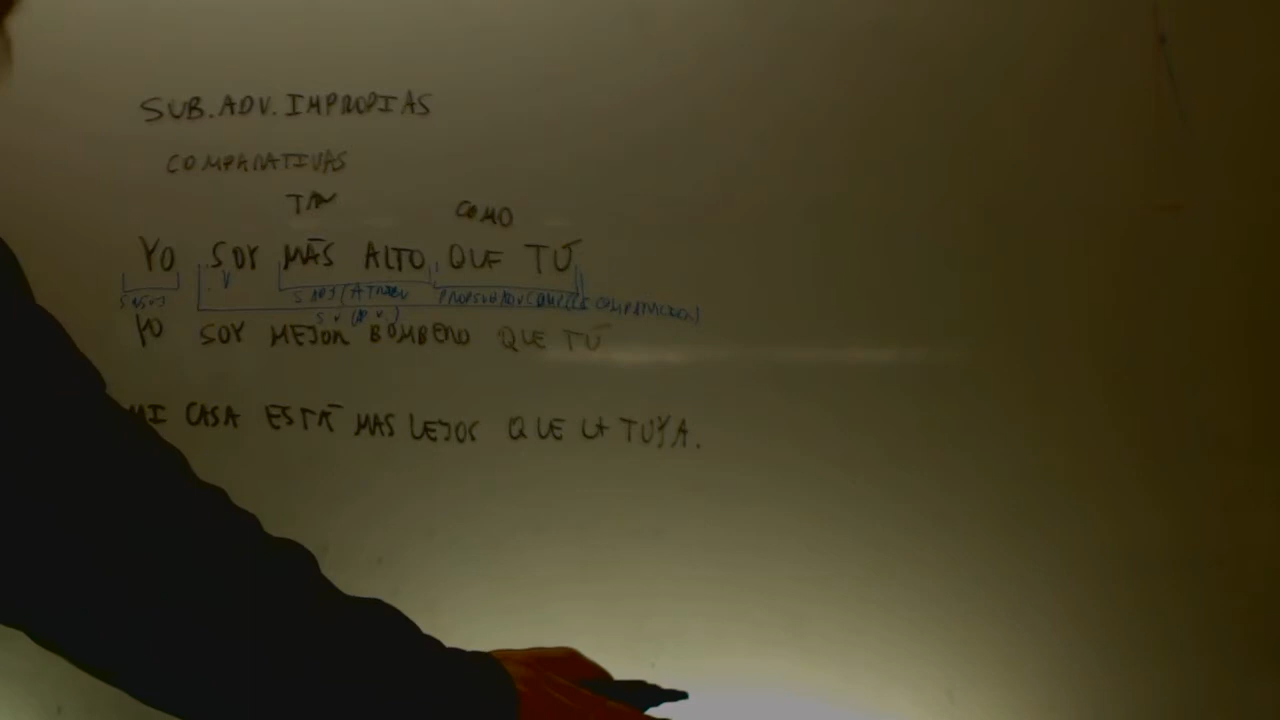 SUB. ADV. IMPROPIAS
COMPARATIVAS
TAN COMO
YO SOY MÁS ALTO QUE TÚ
V
YO SOY MEJOR BOMBERO QUE TÚ
MI CASA ESTÁ MAS LEJOS QUE LA TUYA.